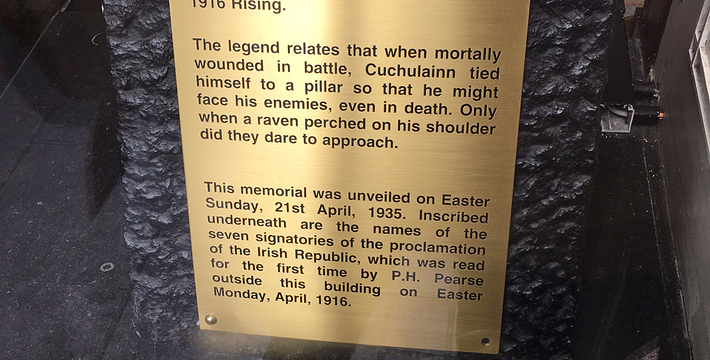 1916 Rising.
The legend relates that when mortally
wounded in battle, Cuchulainn tied
himself to a pillar so that he might
face his enemies, even in death. Only
when a raven perched on his shoulder
did they dare to approach.
This memorial was unveiled on Easter
Sunday, 21st April, 1935. Inscribed
underneath are the names of the
seven signatories of the proclamation
of the Irish Republic, which was read
for the first time by P.H. Pearse
outside this building on Easter
Monday, April, 1916.